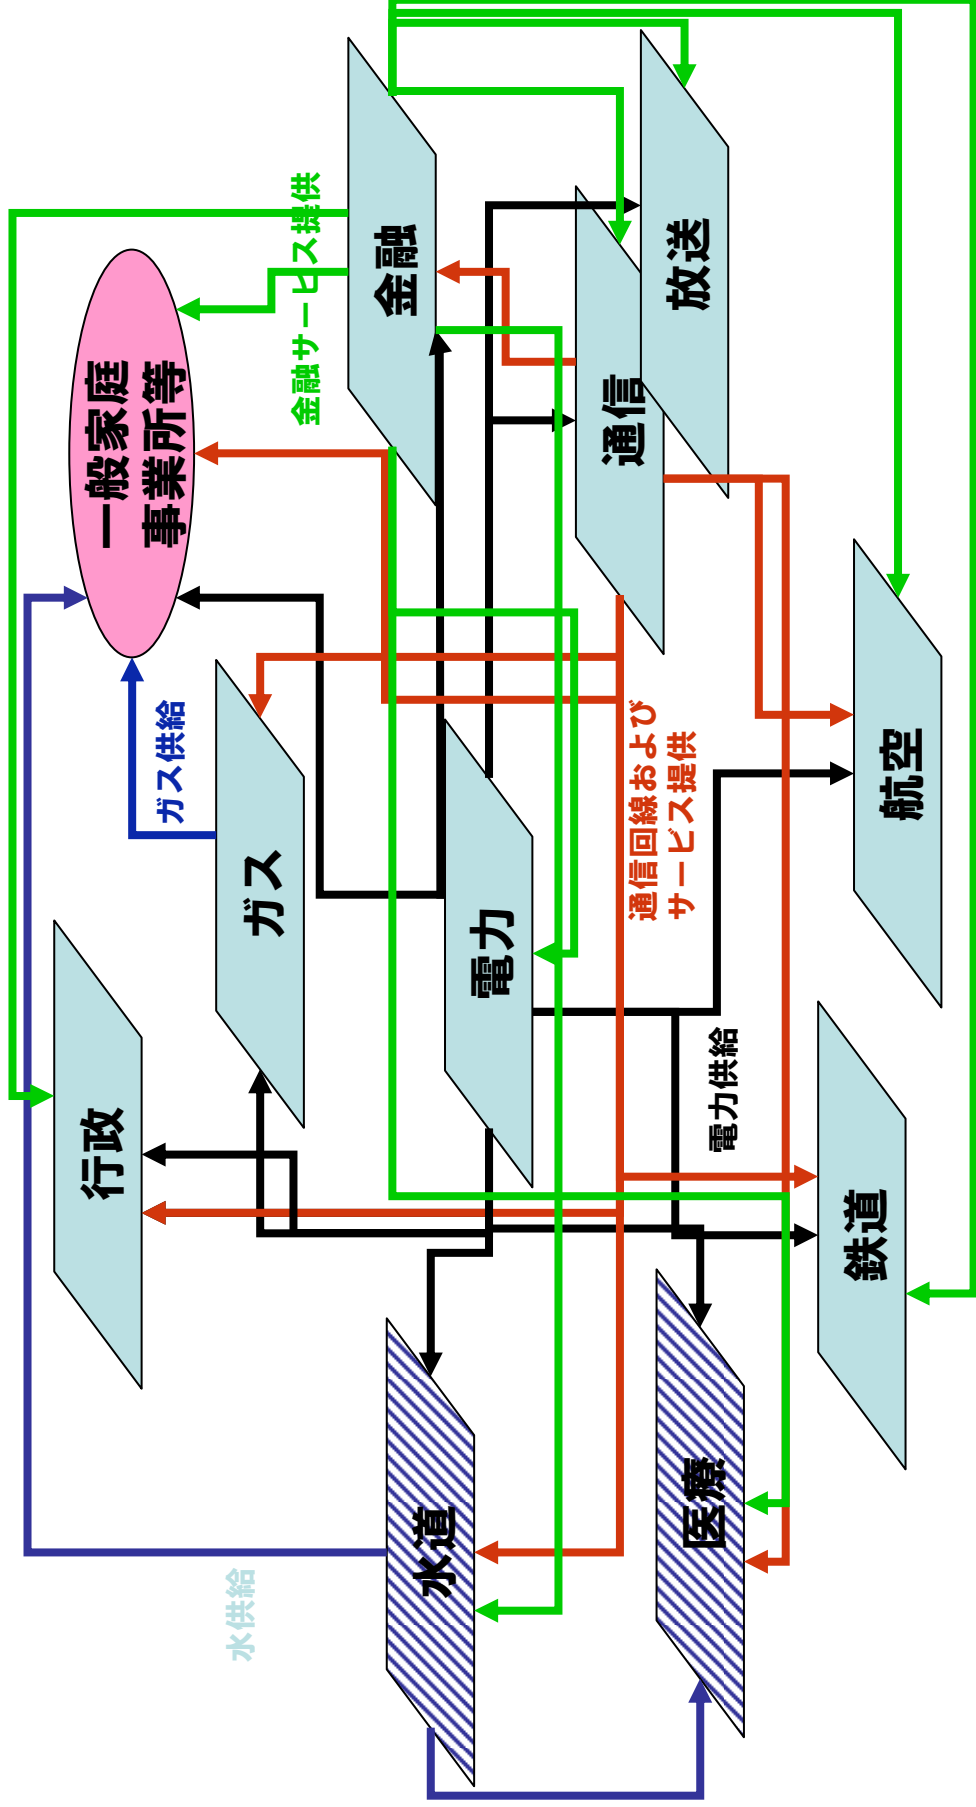 一般家庭
事業所等
金融サービス提供
金融
放送
通信
ガス供給
ガス
電力
通信回線および
サービス提供
航空
行政
電力供給
鉄道
水供給
水道
医療